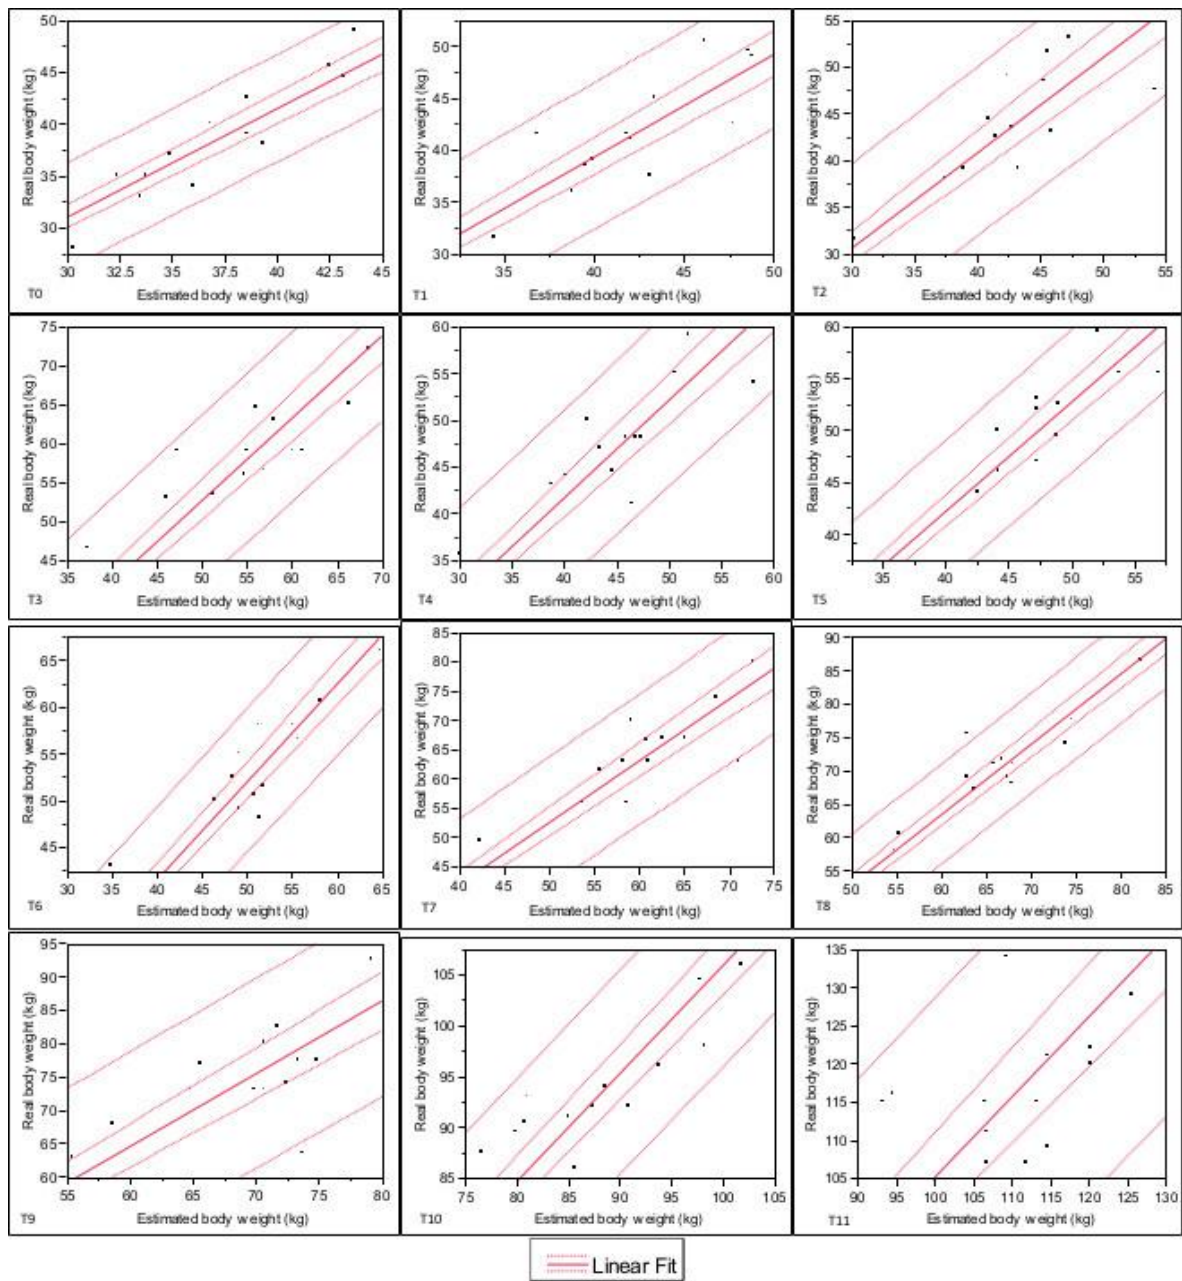 Real body weight (kg)
50
45
40
35
30
30 32.5 35 37.5 40 42.5 45
T0 Estimated body weight (kg)
Real body weight (kg)
50
45
40
35
30
35 40 45 50
T1 Estimated body weight (kg)
Real body weight (kg)
55
50
45
40
35
30
30 35 40 45 50 55
T2 Estimated body weight (kg)
Real body weight (kg)
75
70
65
60
55
50
45
35 40 45 50 55 60 65 70
T3 Estimated body weight (kg)
Real body weight (kg)
60
55
50
45
40
35
30 35 40 45 50 55 60
T4 Estimated body weight (kg)
Real body weight (kg)
60
55
50
45
40
35 40 45 50 55
T5 Estimated body weight (kg)
Real body weight (kg)
65
60
55
50
45
30 35 40 45 50 55 60 65
T6 Estimated body weight (kg)
Real body weight (kg)
85
80
75
70
65
60
55
50
45
40 45 50 55 60 65 70 75
T7 Estimated body weight (kg)
Real body weight (kg)
90
85
80
75
70
65
60
55
50 55 60 65 70 75 80 85
T8 Estimated body weight (kg)
Real body weight (kg)
95
90
85
80
75
70
65
60
55 60 65 70 75 80
T9 Estimated body weight (kg)
Real body weight (kg)
105
100
95
90
85
75 80 85 90 95 100 105
T10 Estimated body weight (kg)
Real body weight (kg)
135
130
125
120
115
110
105
90 95 100 105 110 115 120 125 130
T11 Estimated body weight (kg)
Linear Fit